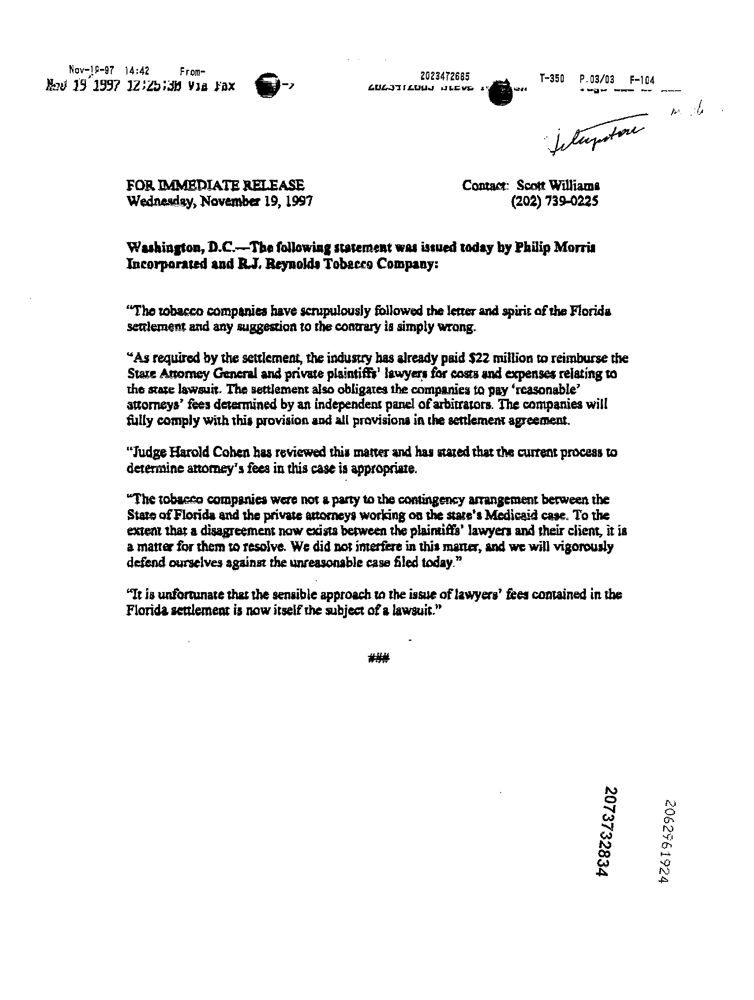 Nov-19-97 14:42 From- 2023472685 T-350 P.03/03 F-104
Nov 19 1997 12:25:30 Via Fax ->
FOR IMMEDIATE RELEASE Contact: Scott Williams
Wednesday, November 19, 1997 (202) 739-0225
Washington, D.C.—The following statement was issued today by Philip Morris
Incorporated and R.J. Reynolds Tobacco Company:
“The tobacco companies have scrupulously followed the letter and spirit of the Florida
settlement and any suggestion to the contrary is simply wrong.
“As required by the settlement, the industry has already paid $22 million to reimburse the
State Attorney General and private plaintiffs’ lawyers for costs and expenses relating to
the state lawsuit. The settlement also obligates the companies to pay ‘reasonable’
attorneys’ fees determined by an independent panel of arbitrators. The companies will
fully comply with this provision and all provisions in the settlement agreement.
“Judge Harold Cohen has reviewed this matter and has stated that the current process to
determine attorney’s fees in this case is appropriate.
“The tobacco companies were not a party to the contingency arrangement between the
State of Florida and the private attorneys working on the state’s Medicaid case. To the
extent that a disagreement now exists between the plaintiffs’ lawyers and their client, it is
a matter for them to resolve. We did not interfere in this matter, and we will vigorously
defend ourselves against the unreasonable case filed today.”
“It is unfortunate that the sensible approach to the issue of lawyers’ fees contained in the
Florida settlement is now itself the subject of a lawsuit.”
###
2073732834
2062961924